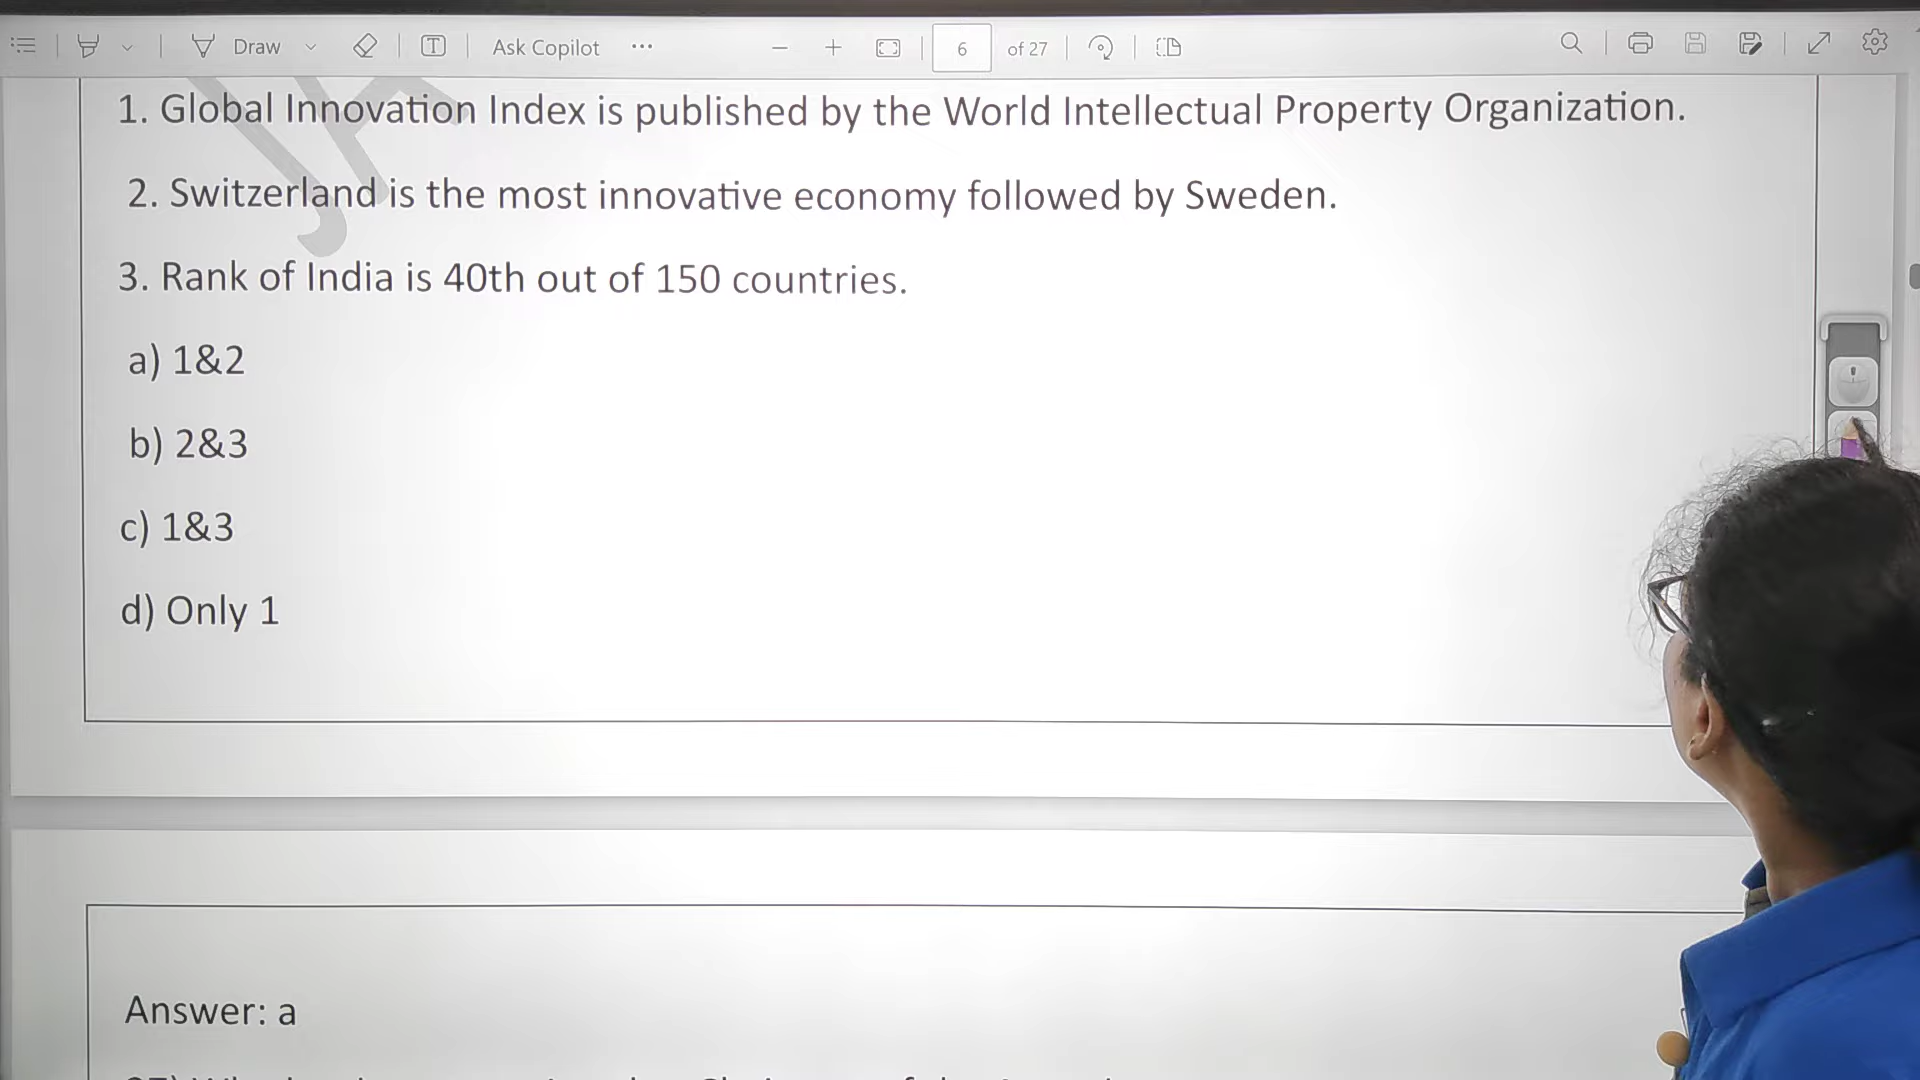 Draw
Ask Copilot
6 of 27
1. Global Innovation Index is published by the World Intellectual Property Organization.
2. Switzerland is the most innovative economy followed by Sweden.
3. Rank of India is 40th out of 150 countries.
a) 1&2
b) 2&3
c) 1&3
d) Only 1
Answer: a